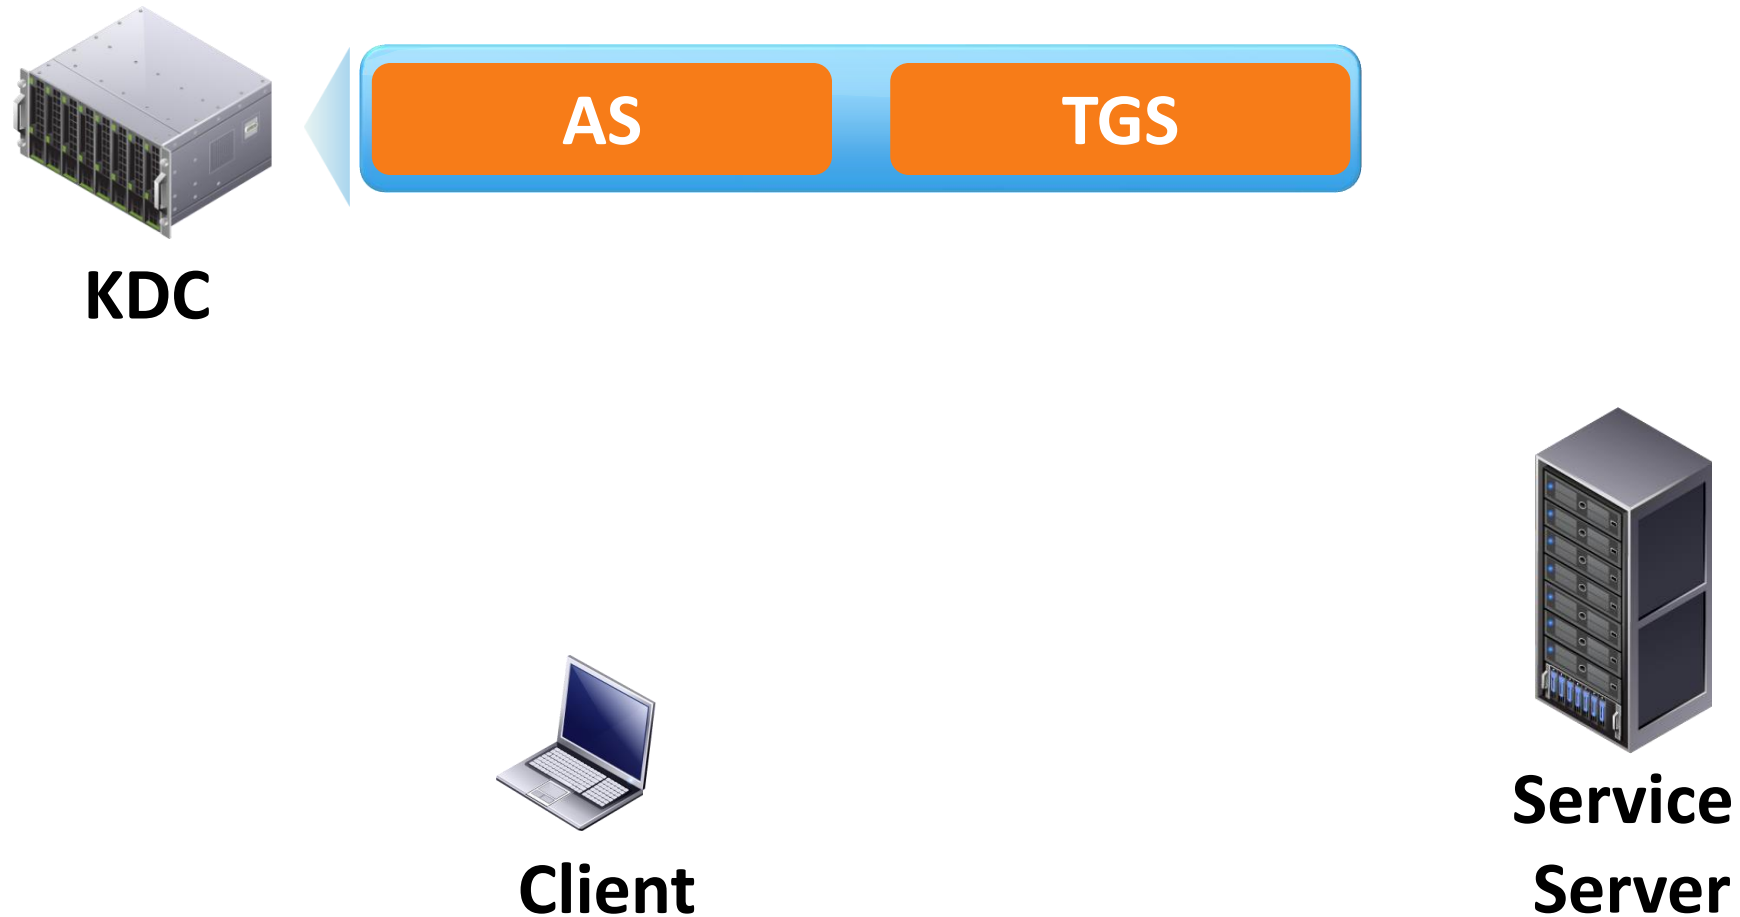 AS
TGS
KDC
Client
Service
Server